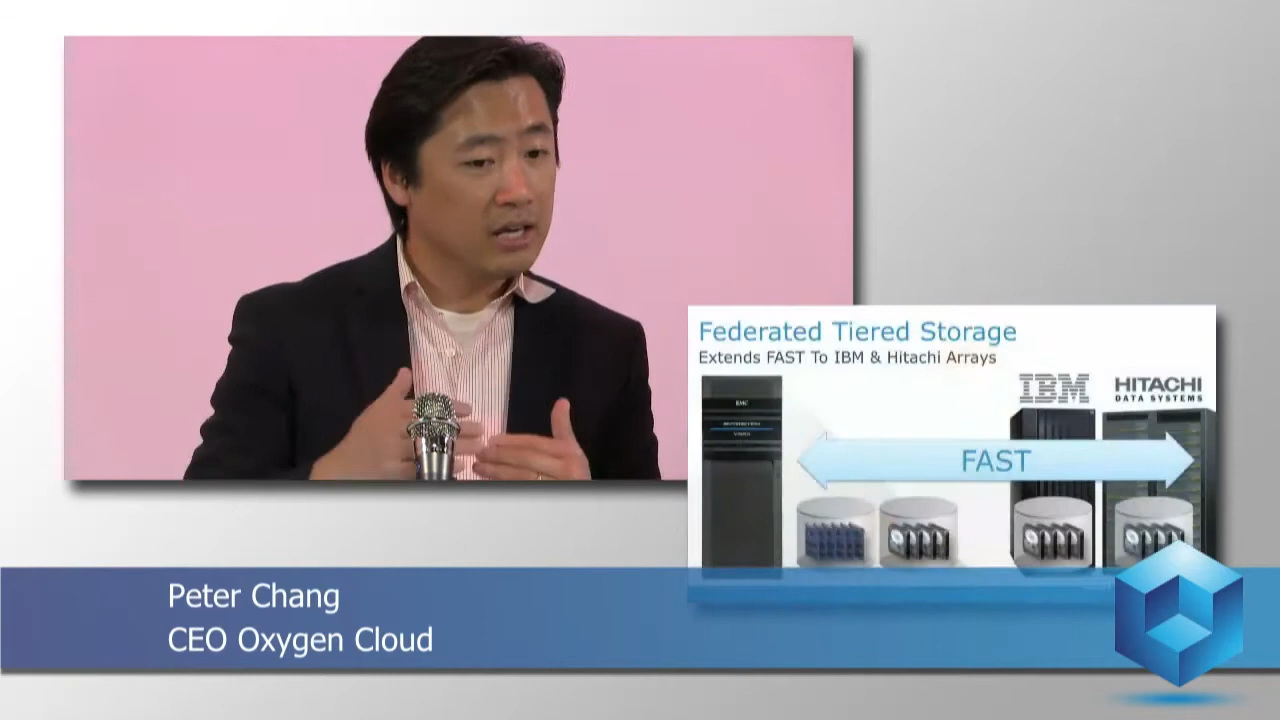 Federated Tiered Storage
Extends FAST To IBM & Hitachi Arrays
IBM
HITACHI
DATA SYSTEMS
EMC
FAST
Peter Chang
CEO Oxygen Cloud